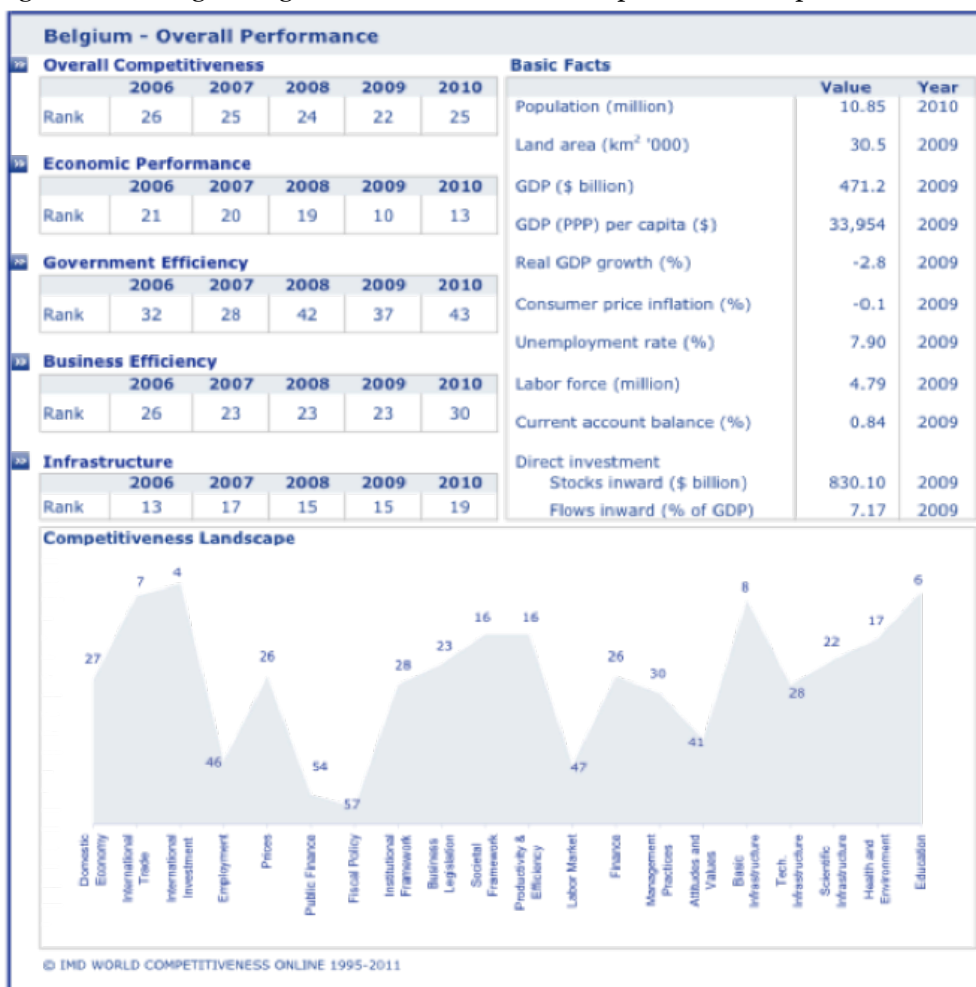 Belgium - Overall Performance
Overall Competitiveness
2006 2007 2008 2009 2010
Rank 26 25 24 22 25
Economic Performance
2006 2007 2008 2009 2010
Rank 21 20 19 10 13
Government Efficiency
2006 2007 2008 2009 2010
Rank 32 28 42 37 43
Business Efficiency
2006 2007 2008 2009 2010
Rank 26 23 23 23 30
Infrastructure
2006 2007 2008 2009 2010
Rank 13 17 15 15 19
Basic Facts
Value Year
Population (million) 10.85 2010
Land area (km² '000) 30.5 2009
GDP ($ billion) 471.2 2009
GDP (PPP) per capita ($) 33,954 2009
Real GDP growth (%) -2.8 2009
Consumer price inflation (%) -0.1 2009
Unemployment rate (%) 7.90 2009
Labor force (million) 4.79 2009
Current account balance (%) 0.84 2009
Direct investment
Stocks inward ($ billion) 830.10 2009
Flows inward (% of GDP) 7.17 2009
Competitiveness Landscape
27 7 4 46 26 54 57 28 23 16 16 47 26 30 41 8 28 22 17 6
Domestic Economy
International Trade
International Investment
Employment
Prices
Public Finance
Fiscal Policy
Institutional Framework
Business Legislation
Societal Framework
Productivity & Efficiency
Labor Market
Finance
Management Practices
Attitudes and Values
Basic Infrastructure
Tech. Infrastructure
Scientific Infrastructure
Health and Environment
Education
© IMD WORLD COMPETITIVENESS ONLINE 1995-2011